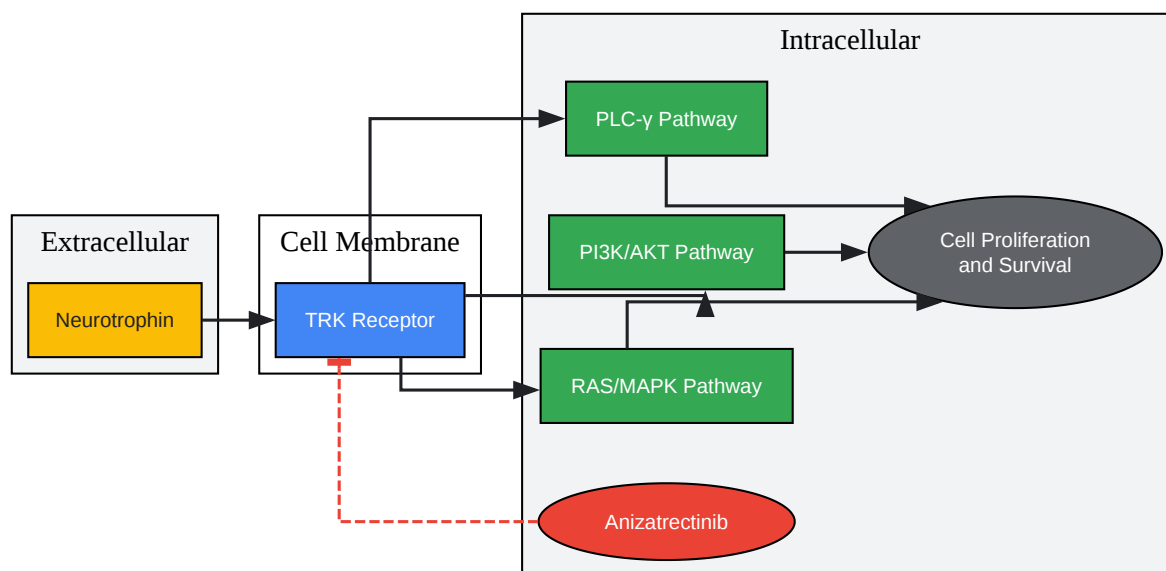 Intracellular
PLC-γ Pathway
Extracellular
Cell Membrane
PI3K/AKT Pathway
Cell Proliferation
and Survival
Neurotrophin
TRK Receptor
RAS/MAPK Pathway
Anizatrectinib